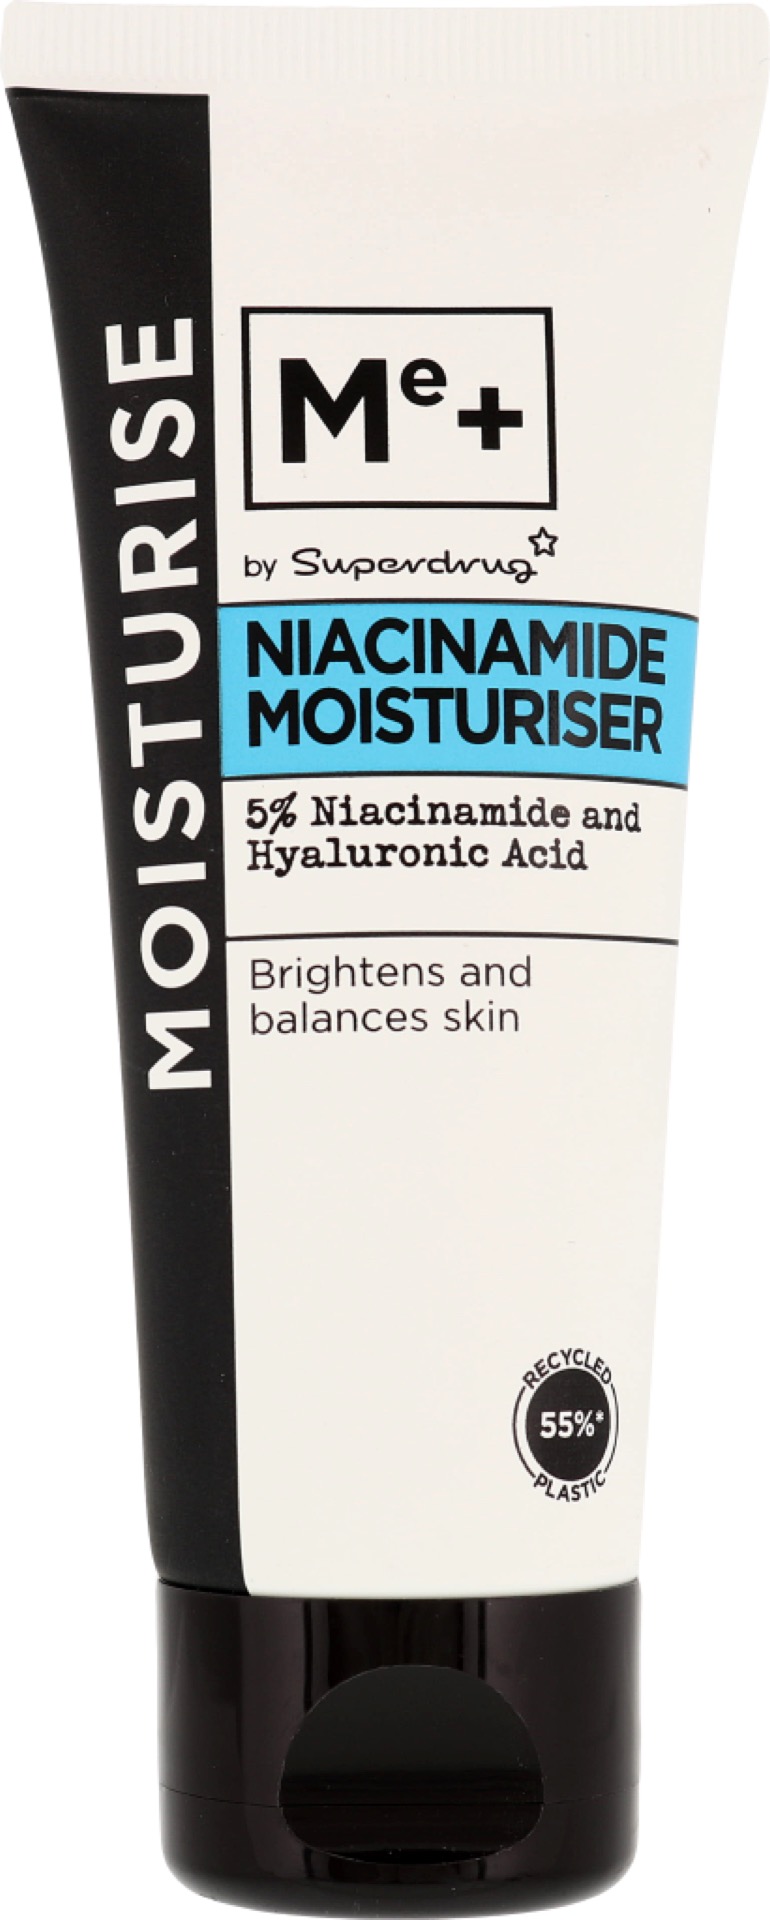 MOISTURISE
Me+
by Superdrug
NIACINAMIDE
MOISTURISER
5% Niacinamide and
Hyaluronic Acid
Brightens and
balances skin
RECYCLED
55%*
PLASTIC